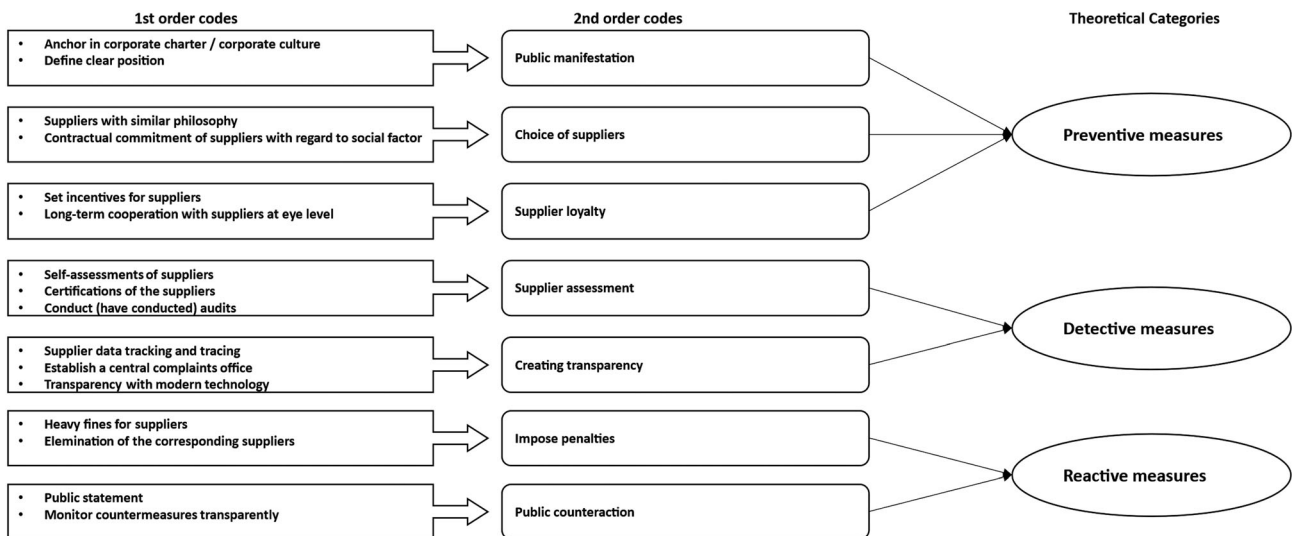 1st order codes
2nd order codes
Theoretical Categories
• Anchor in corporate charter / corporate culture
• Define clear position
Public manifestation
• Suppliers with similar philosophy
• Contractual commitment of suppliers with regard to social factor
Choice of suppliers
Preventive measures
• Set incentives for suppliers
• Long-term cooperation with suppliers at eye level
Supplier loyalty
• Self-assessments of suppliers
• Certifications of the suppliers
• Conduct (have conducted) audits
Supplier assessment
Detective measures
• Supplier data tracking and tracing
• Establish a central complaints office
• Transparency with modern technology
Creating transparency
• Heavy fines for suppliers
• Elemination of the corresponding suppliers
Impose penalties
Reactive measures
• Public statement
• Monitor countermeasures transparently
Public counteraction